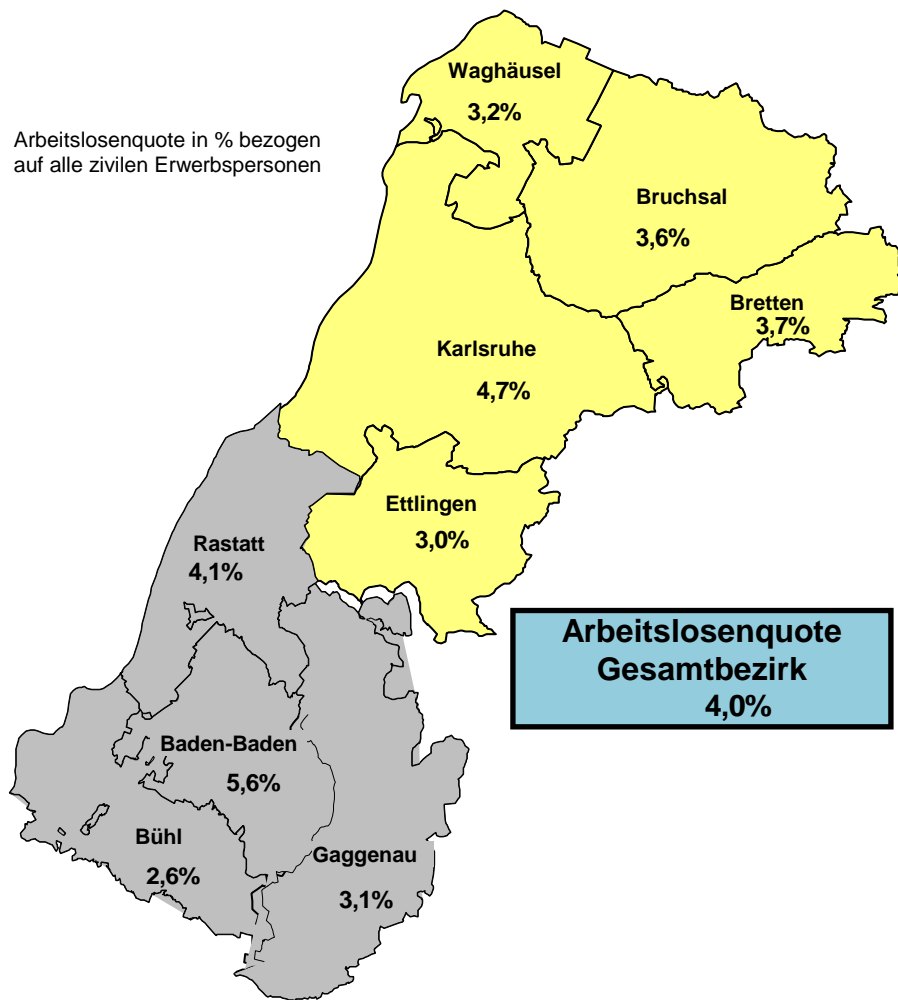 Waghäusel
3,2%
Arbeitslosenquote in % bezogen
auf alle zivilen Erwerbspersonen
Bruchsal
3,6%
Bretten
3,7%
Karlsruhe
4,7%
Ettlingen
3,0%
Rastatt
4,1%
Arbeitslosenquote
Gesamtbezirk
4,0%
Baden-Baden
5,6%
Bühl
2,6%
Gaggenau
3,1%